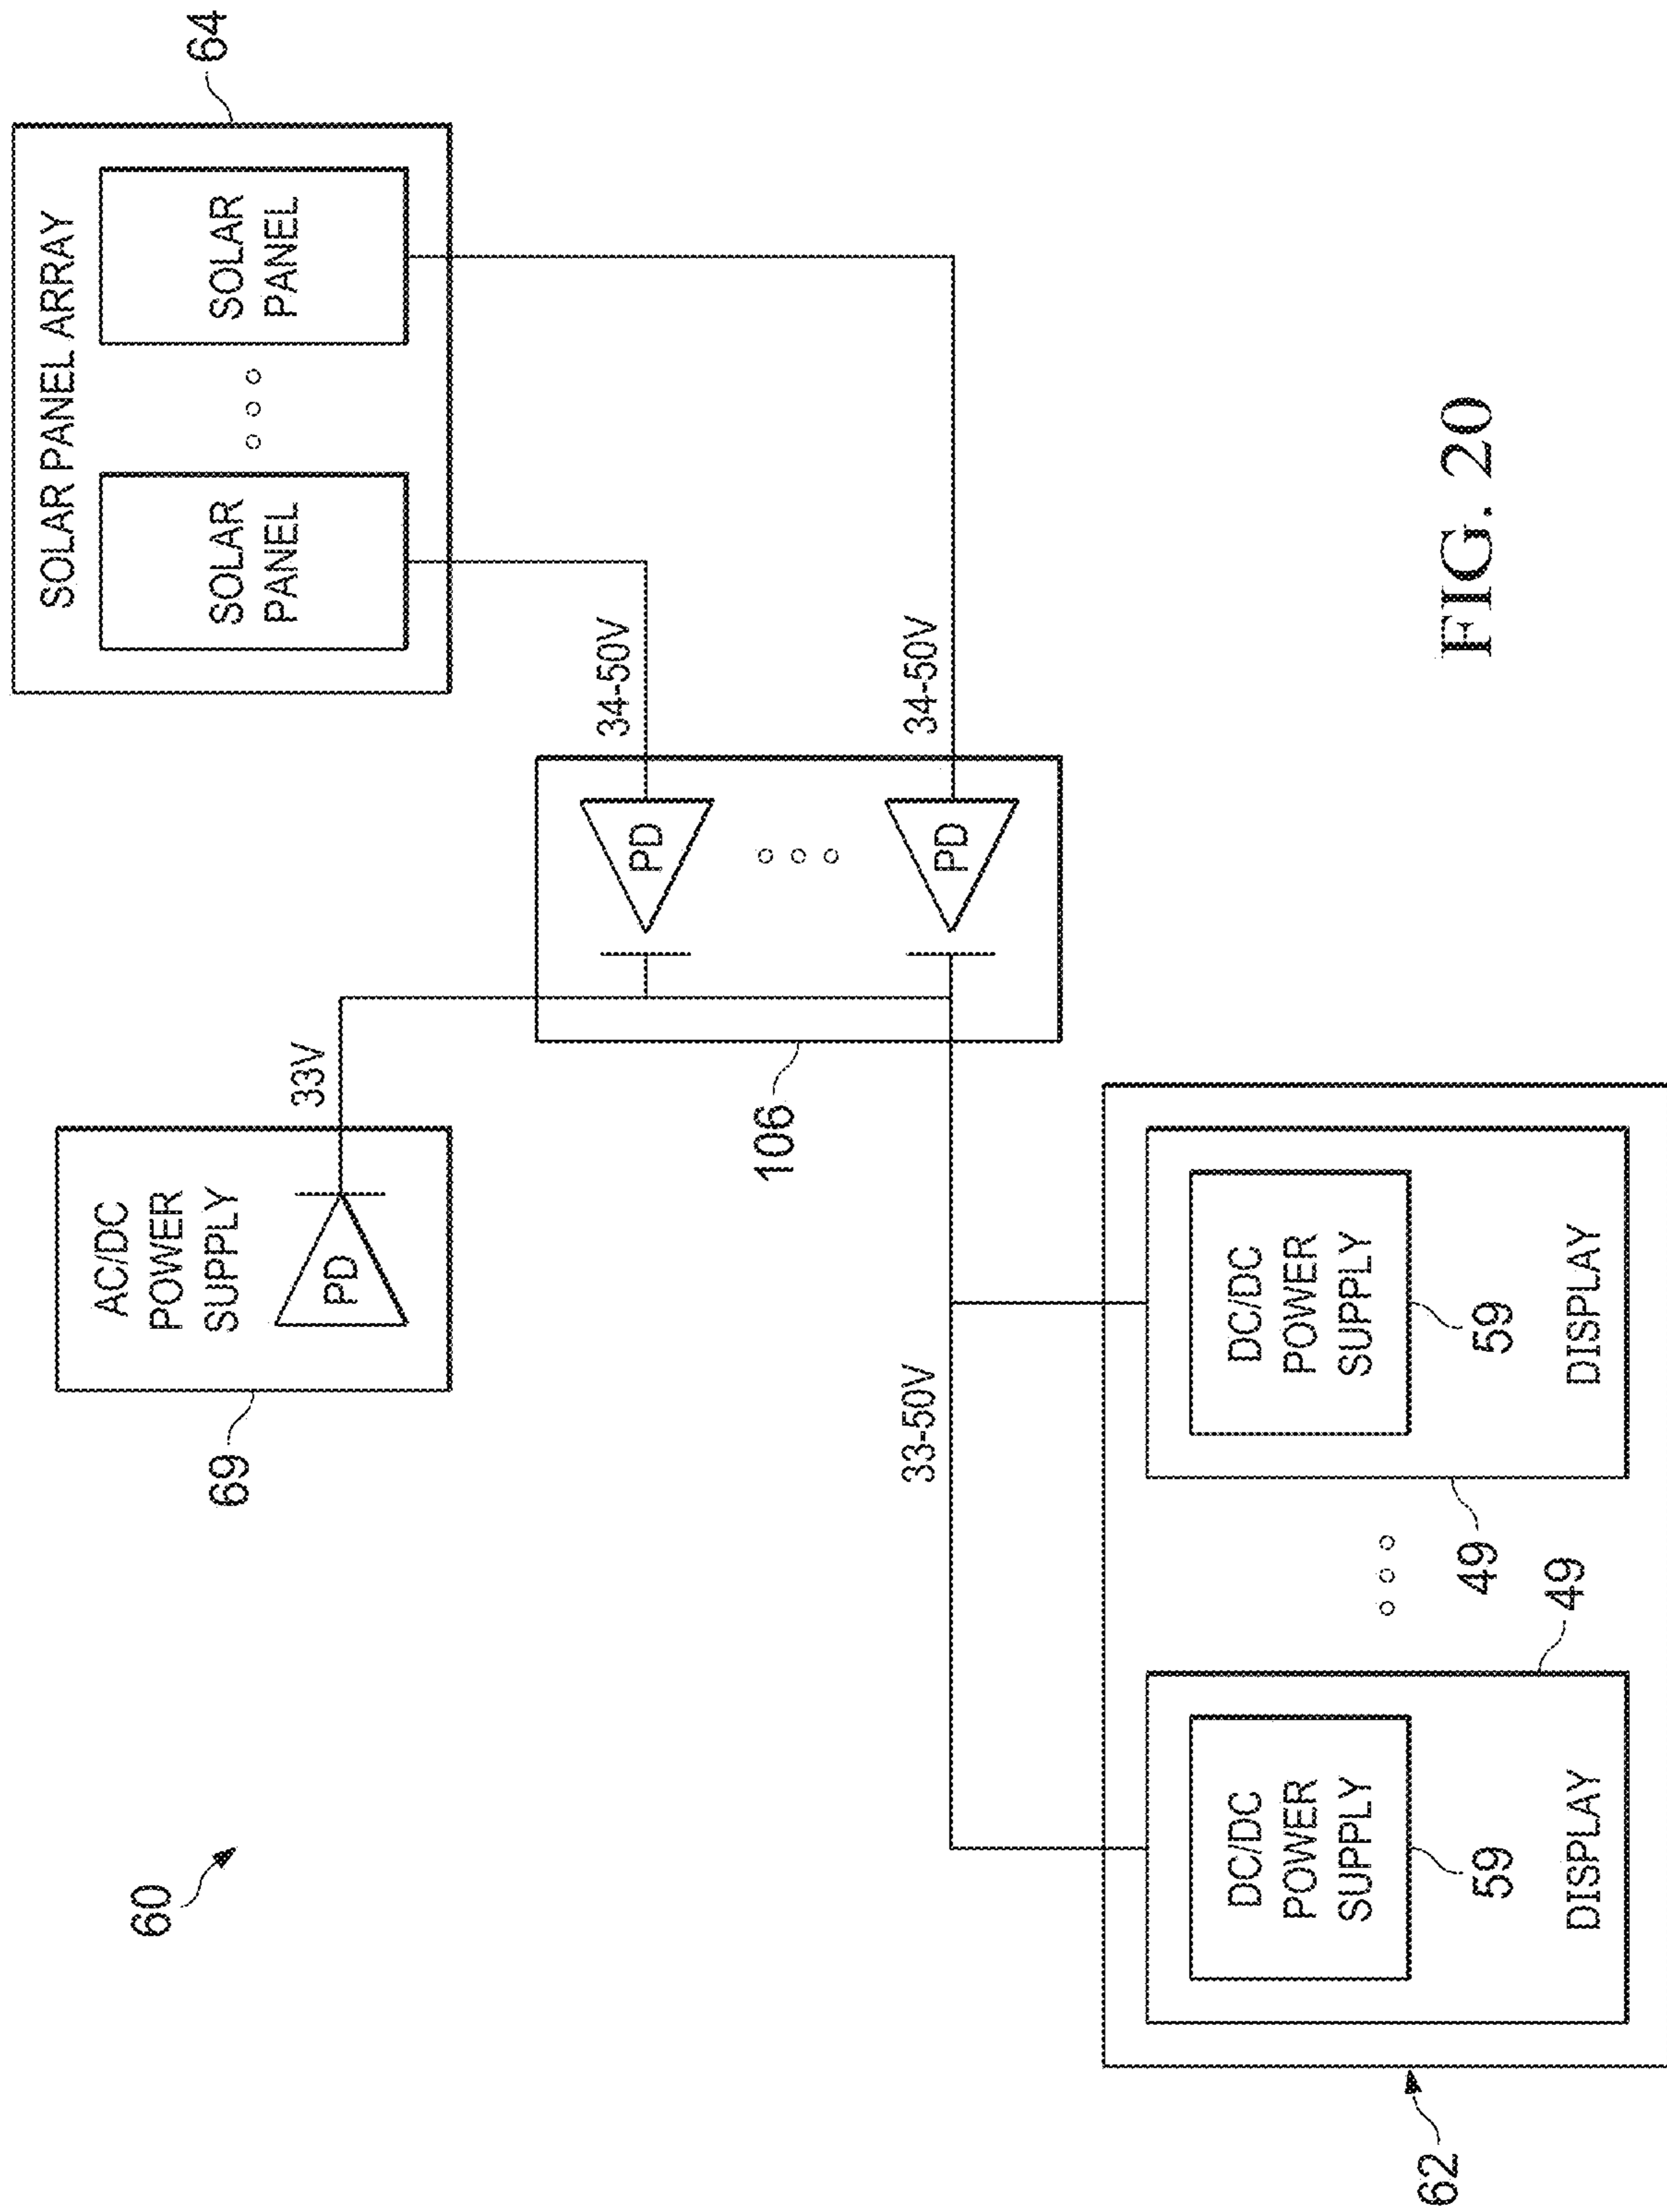 60
69
AC/DC
POWER
SUPPLY
PD
33V
SOLAR PANEL ARRAY
SOLAR
PANEL
SOLAR
PANEL
64
34-50V
34-50V
PD
PD
106
33-50V
62
DC/DC
POWER
SUPPLY
59
DISPLAY
49
DC/DC
POWER
SUPPLY
59
DISPLAY
49
FIG. 20